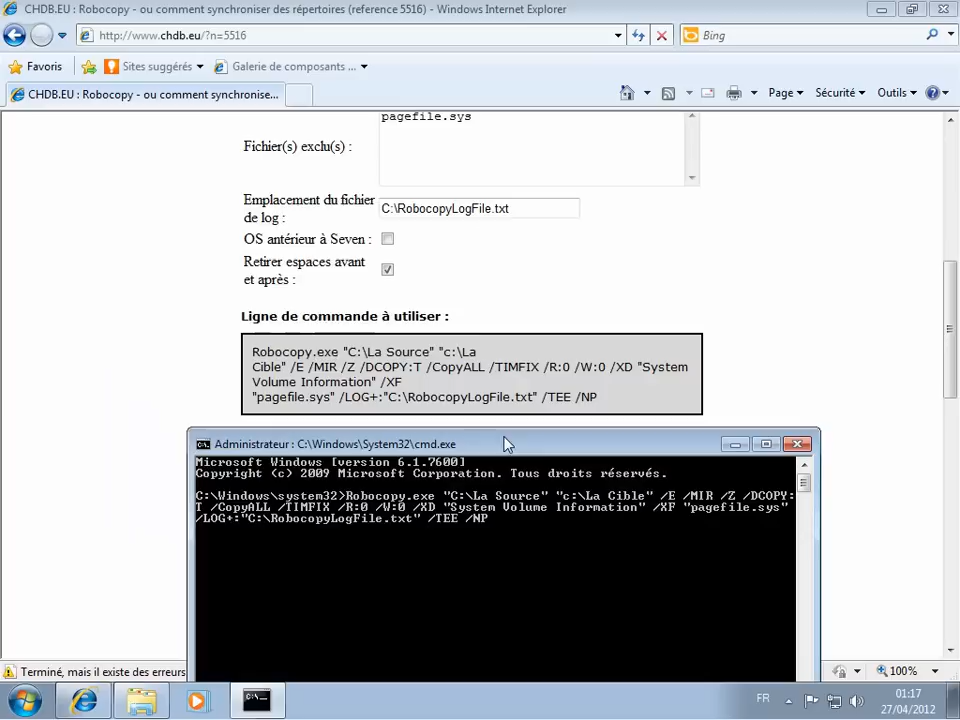 CHDB.EU : Robocopy - ou comment synchroniser des répertoires (reference 5516) - Windows Internet Explorer
http://www.chdb.eu/?n=5516
Bing
Favoris
Sites suggérés
Galerie de composants ...
CHDB.EU : Robocopy - ou comment synchronise...
Page
Sécurité
Outils
pagefile.sys
Fichier(s) exclu(s) :
Emplacement du fichier
de log :
C:\RobocopyLogFile.txt
OS antérieur à Seven :
Retirer espaces avant
et après :
Ligne de commande à utiliser :
Robocopy.exe "C:\La Source" "c:\La
Cible" /E /MIR /Z /DCOPY:T /CopyALL /TIMFIX /R:0 /W:0 /XD "System
Volume Information" /XF
"pagefile.sys" /LOG+:"C:\RobocopyLogFile.txt" /TEE /NP
Administrateur : C:\Windows\System32\cmd.exe
Microsoft Windows [version 6.1.7600]
Copyright (c) 2009 Microsoft Corporation. Tous droits réservés.
C:\Windows\system32>Robocopy.exe "C:\La Source" "c:\La Cible" /E /MIR /Z /DCOPY:
T /CopyALL /TIMFIX /R:0 /W:0 /XD "System Volume Information" /XF "pagefile.sys"
/LOG+:"C:\RobocopyLogFile.txt" /TEE /NP
Terminé, mais il existe des erreurs
100%
FR
01:17
27/04/2012